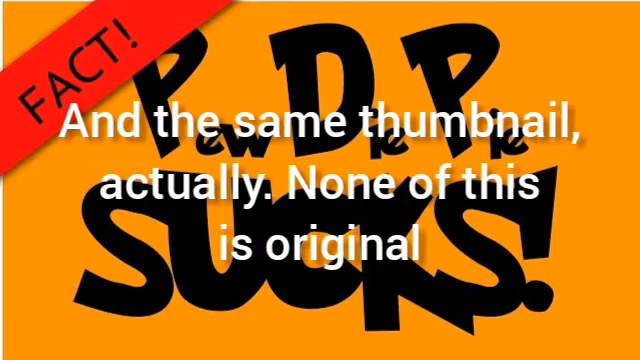 FACT!
PewDiePie
SUCKS!
And the same thumbnail,
actually. None of this
is original